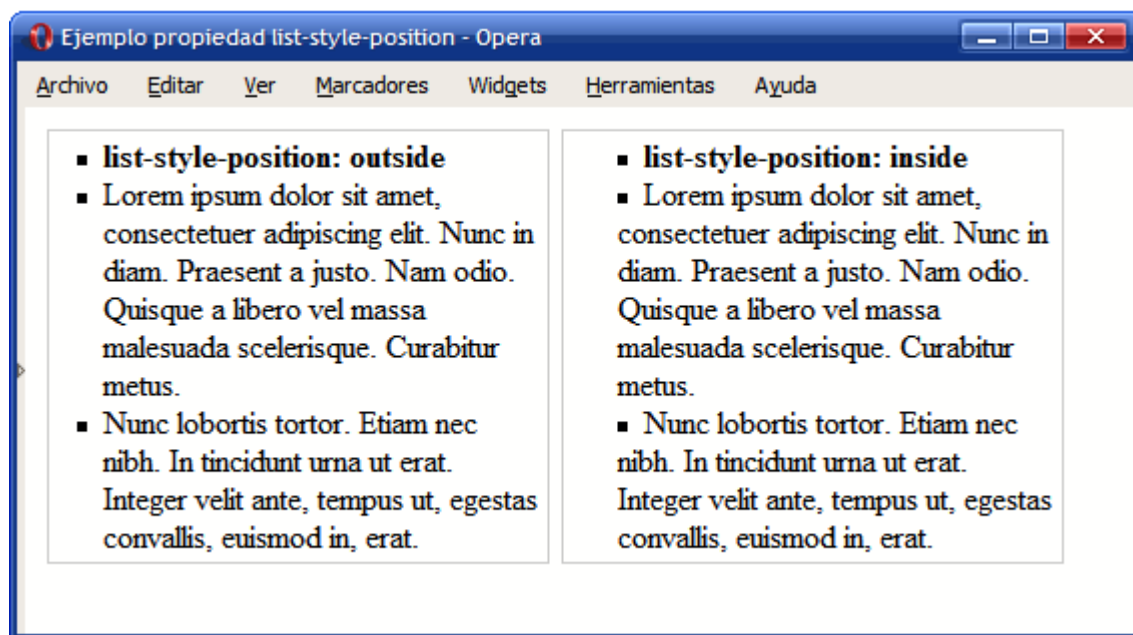 Ejemplo propiedad list-style-position - Opera
Archivo Editar Ver Marcadores Widgets Herramientas Ayuda
list-style-position: outside
Lorem ipsum dolor sit amet,
consectetuer adipiscing elit. Nunc in
diam. Praesent a justo. Nam odio.
Quisque a libero vel massa
malesuada scelerisque. Curabitur
metus.
Nunc lobortis tortor. Etiam nec
nibh. In tincidunt urna ut erat.
Integer velit ante, tempus ut, egestas
convallis, euismod in, erat.
list-style-position: inside
Lorem ipsum dolor sit amet,
consectetuer adipiscing elit. Nunc in
diam. Praesent a justo. Nam odio.
Quisque a libero vel massa
malesuada scelerisque. Curabitur
metus.
Nunc lobortis tortor. Etiam nec
nibh. In tincidunt urna ut erat.
Integer velit ante, tempus ut, egestas
convallis, euismod in, erat.